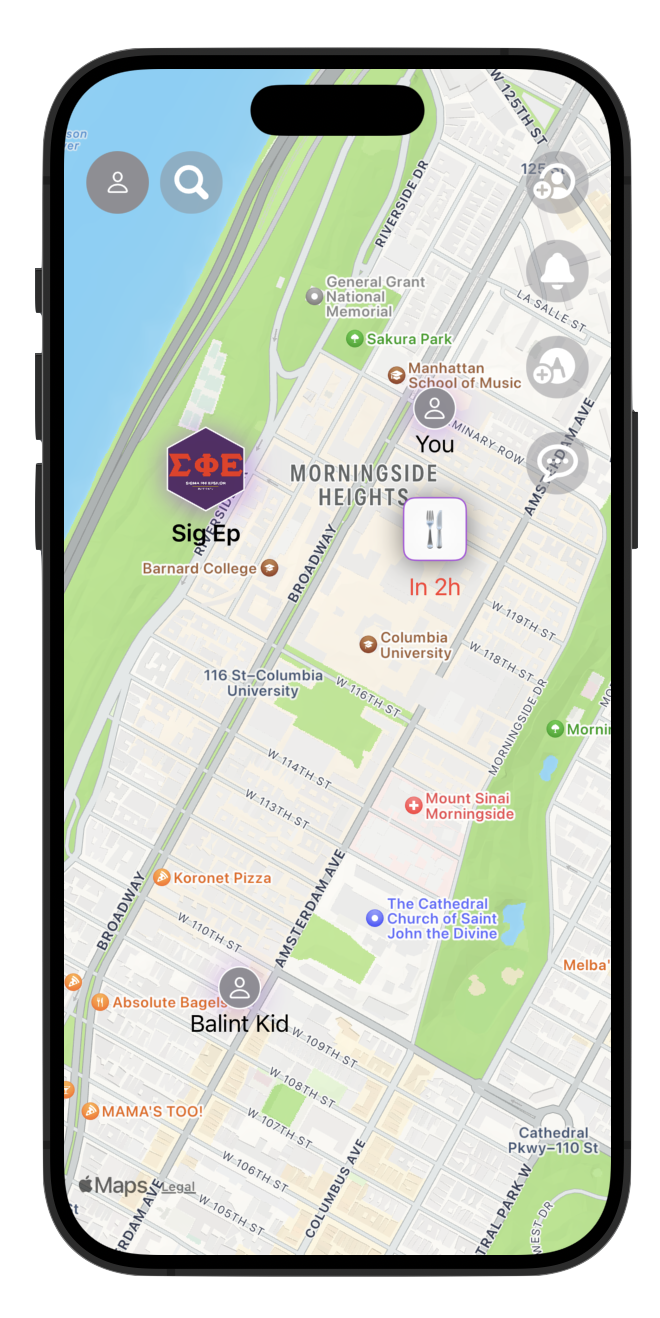 W 125TH ST
son
er
125
RIVERSIDE DR
General Grant
National
Memorial
LA SALLE ST
Sakura Park
Manhattan
School of Music
You
MINARY ROW
AMSTERDAM AVE
ΣΦΕ
SIGMA PHI EPSILON
Sig Ep
RIVERSID
MORNINGSIDE
HEIGHTS
In 2h
Barnard College
BROADWAY
W 119TH ST
Columbia
University
W 118TH ST
116 St–Columbia
University
W 116TH ST
MORNINGSIDE DR
Mornin
W 114TH ST
Mount Sinai
Morningside
W 113TH ST
Koronet Pizza
AMSTERDAM AVE
BROADWAY
The Cathedral
Church of Saint
John the Divine
W 110TH ST
Melba'
Absolute Bagels
Balint Kid
W 109TH ST
W 108TH ST
MAMA'S TOO!
W 107TH ST
Cathedral
Pkwy–110 St
W 106TH ST
COLUMBUS AVE
Maps
Legal
W 105TH ST
RDAM AVE
TRAL PARK W
WEST DR